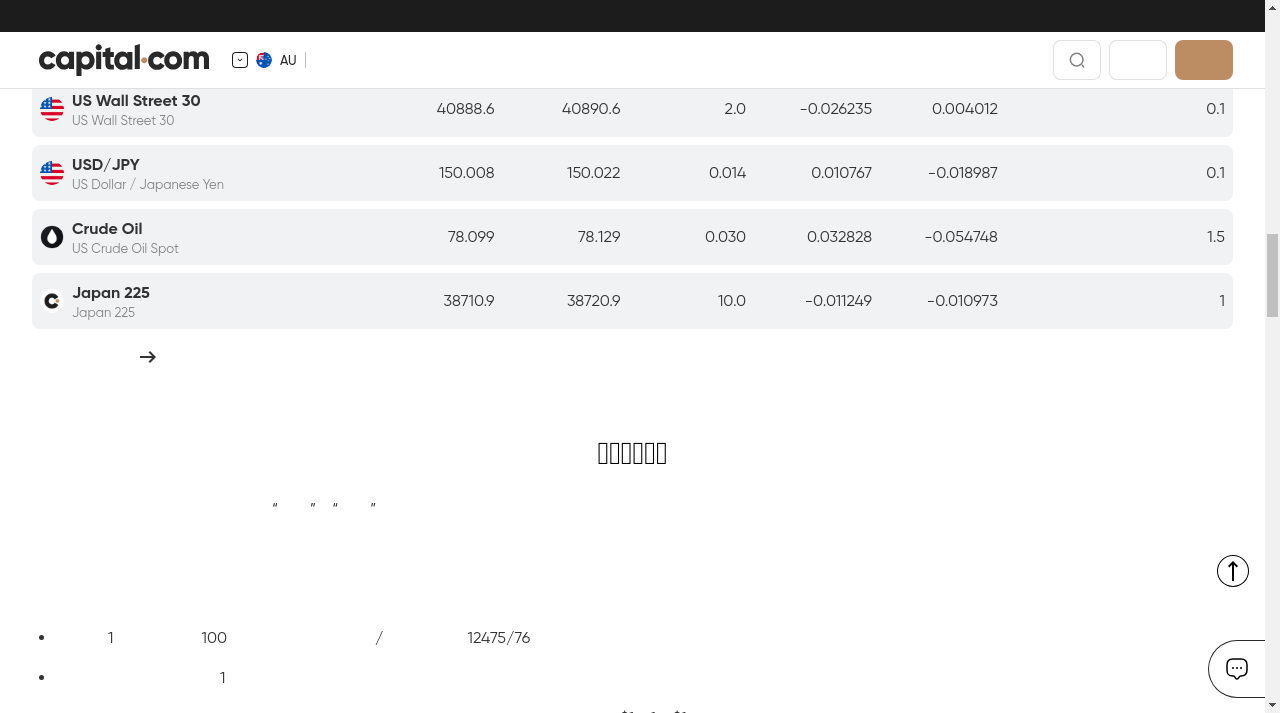 capital.com AU
US Wall Street 30 40888.6 40890.6 2.0 -0.026235 0.004012 0.1
US Wall Street 30
USD/JPY 150.008 150.022 0.014 0.010767 -0.018987 0.1
US Dollar / Japanese Yen
Crude Oil 78.099 78.129 0.030 0.032828 -0.054748 1.5
US Crude Oil Spot
Japan 225 38710.9 38720.9 10.0 -0.011249 -0.010973 1
Japan 225
“ ” “ ”
1 100 / 12475/76
1